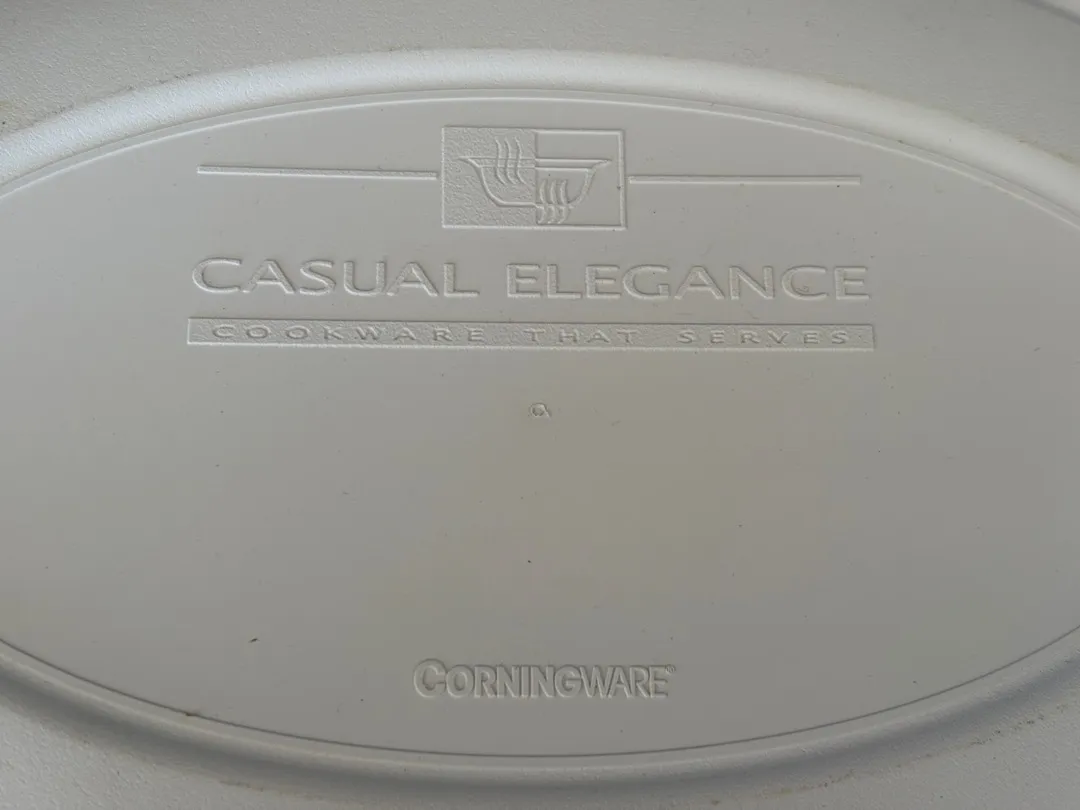 CASUAL ELEGANCE
COOKWARE THAT SERVES
CORNINGWARE®